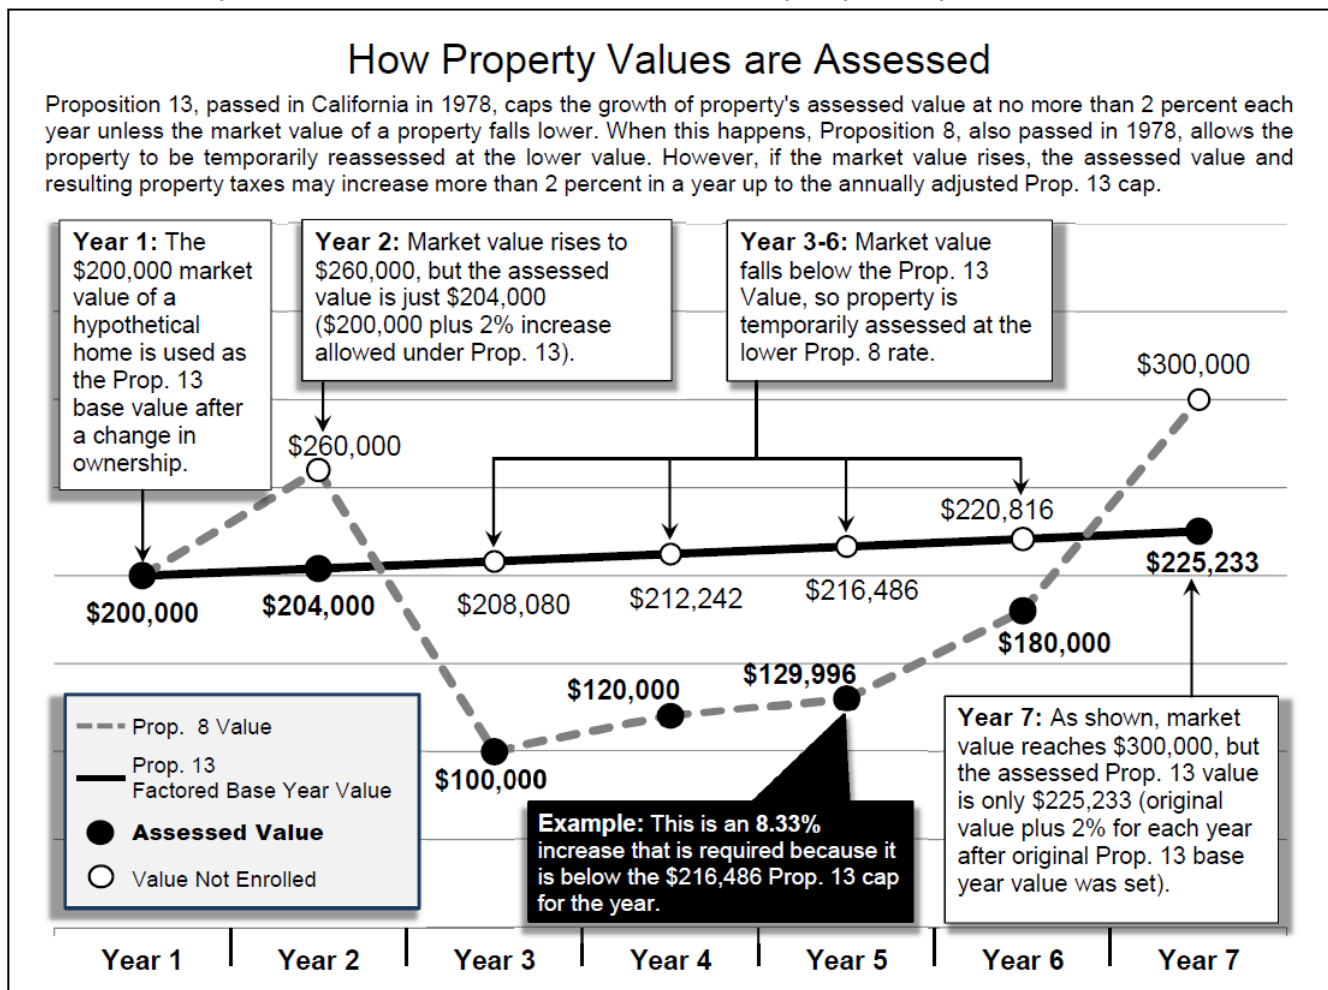 How Property Values are Assessed
Proposition 13, passed in California in 1978, caps the growth of property's assessed value at no more than 2 percent each
year unless the market value of a property falls lower. When this happens, Proposition 8, also passed in 1978, allows the
property to be temporarily reassessed at the lower value. However, if the market value rises, the assessed value and
resulting property taxes may increase more than 2 percent in a year up to the annually adjusted Prop. 13 cap.
Year 1: The
$200,000 market
value of a
hypothetical
home is used as
the Prop. 13
base value after
a change in
ownership.
Year 2: Market value rises to
$260,000, but the assessed
value is just $204,000
($200,000 plus 2% increase
allowed under Prop. 13).
Year 3-6: Market value
falls below the Prop. 13
Value, so property is
temporarily assessed at the
lower Prop. 8 rate.
$300,000
$260,000
$220,816
$225,233
$200,000
$204,000
$208,080
$212,242
$216,486
$180,000
$129,996
$120,000
$100,000
Prop. 8 Value
Prop. 13
Factored Base Year Value
Assessed Value
Value Not Enrolled
Example: This is an 8.33%
increase that is required because it
is below the $216,486 Prop. 13 cap
for the year.
Year 7: As shown, market
value reaches $300,000, but
the assessed Prop. 13 value
is only $225,233 (original
value plus 2% for each year
after original Prop. 13 base
year value was set).
Year 1
Year 2
Year 3
Year 4
Year 5
Year 6
Year 7